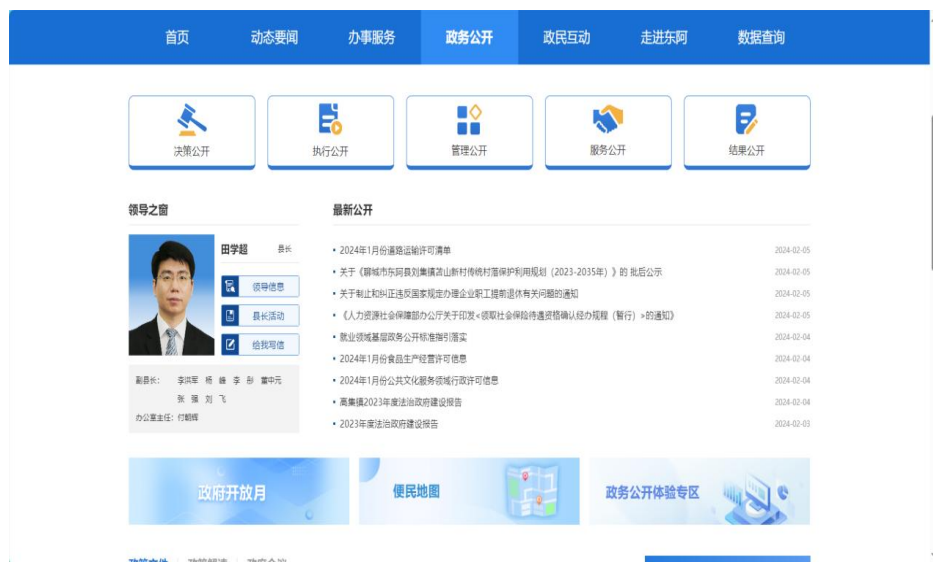 首页 动态要闻 办事服务 政务公开 政民互动 走进东阿 数据查询
决策公开 执行公开 管理公开 服务公开 结果公开
领导之窗
田学超 县长
领导信息
县长活动
给我写信
副县长: 李洪军 杨 峰 李 彭 董中元
张 强 刘 飞
办公室主任: 付朝辉
最新公开
• 2024年1月份道路运输许可清单 2024-02-05
• 关于《聊城市东阿县刘集镇苫山新村传统村落保护利用规划(2023-2035年)》的 批后公示 2024-02-05
• 关于制止和纠正违反国家规定办理企业职工提前退休有关问题的通知 2024-02-05
• 《人力资源社会保障部办公厅关于印发<领取社会保险待遇资格确认经办规程(暂行)>的通知》 2024-02-05
• 就业领域基层政务公开标准指引落实 2024-02-04
• 2024年1月份食品生产经营许可信息 2024-02-04
• 2024年1月份公共文化服务领域行政许可信息 2024-02-04
• 高集镇2023年度法治政府建设报告 2024-02-04
• 2023年度法治政府建设报告 2024-02-03
政府开放月 便民地图 政务公开体验专区